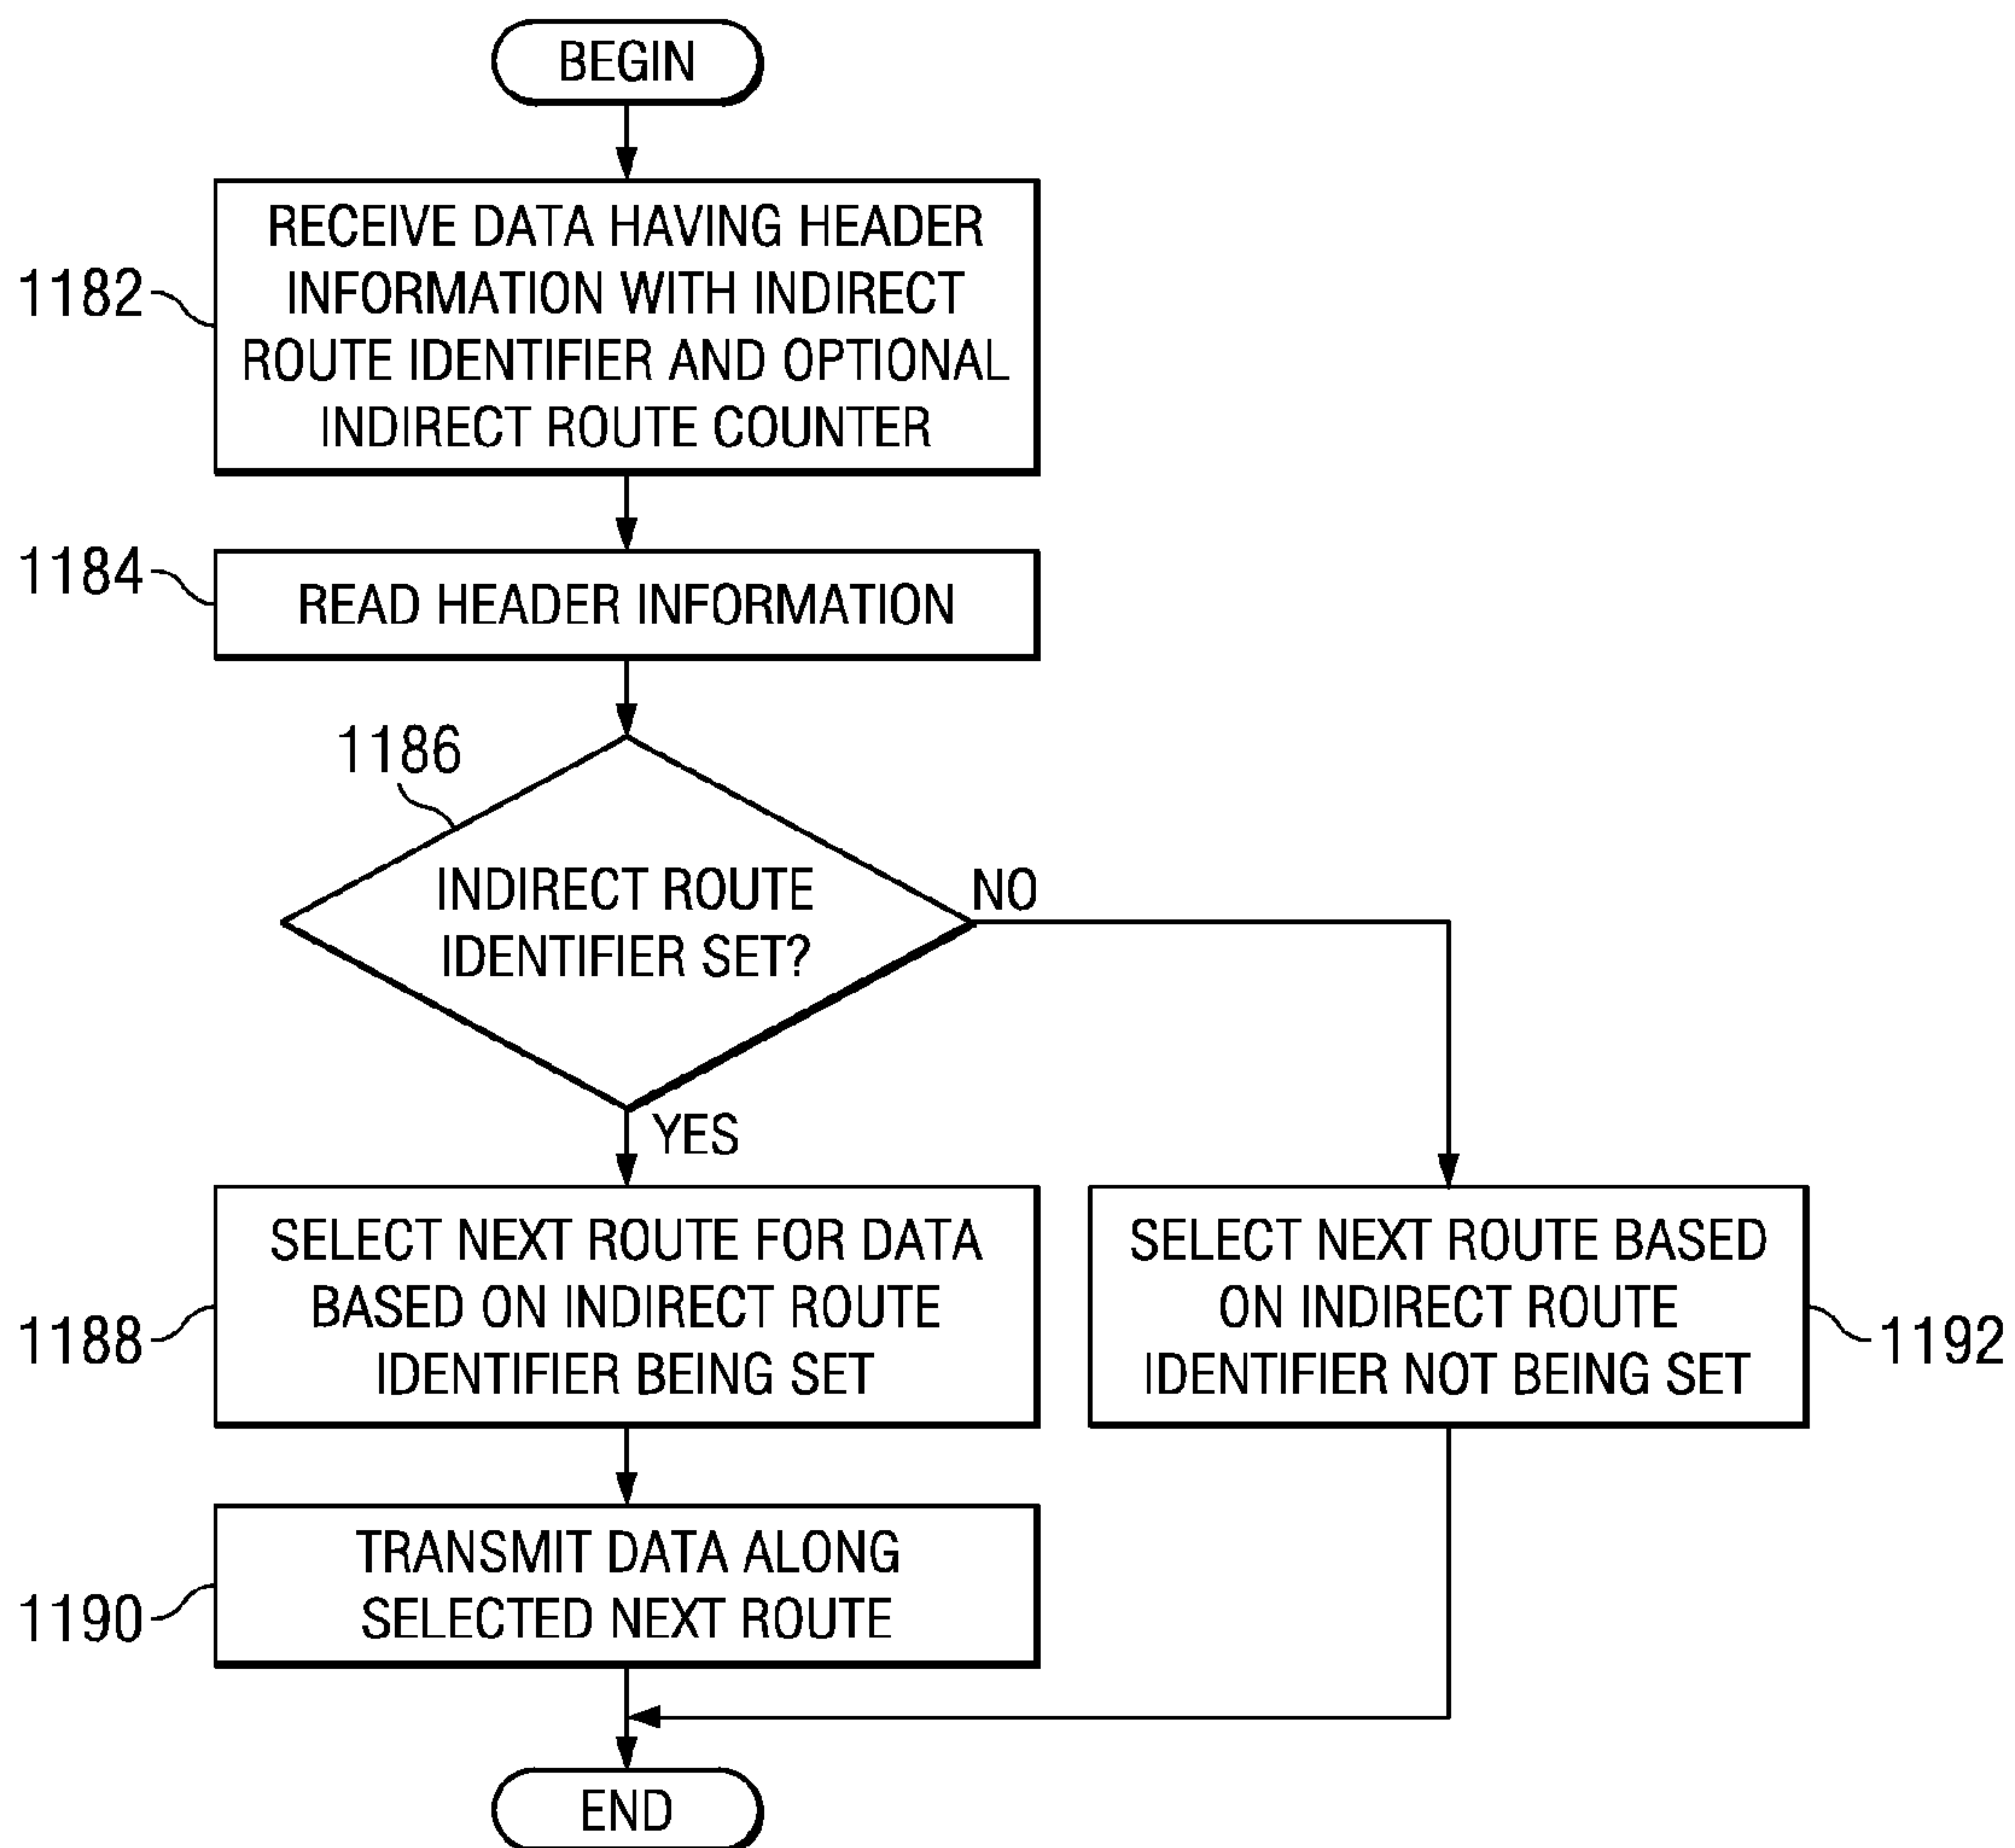 BEGIN
1182
RECEIVE DATA HAVING HEADER
INFORMATION WITH INDIRECT
ROUTE IDENTIFIER AND OPTIONAL
INDIRECT ROUTE COUNTER
1184
READ HEADER INFORMATION
1186
INDIRECT ROUTE
IDENTIFIER SET?
NO
YES
1188
SELECT NEXT ROUTE FOR DATA
BASED ON INDIRECT ROUTE
IDENTIFIER BEING SET
SELECT NEXT ROUTE BASED
ON INDIRECT ROUTE
IDENTIFIER NOT BEING SET
1192
1190
TRANSMIT DATA ALONG
SELECTED NEXT ROUTE
END